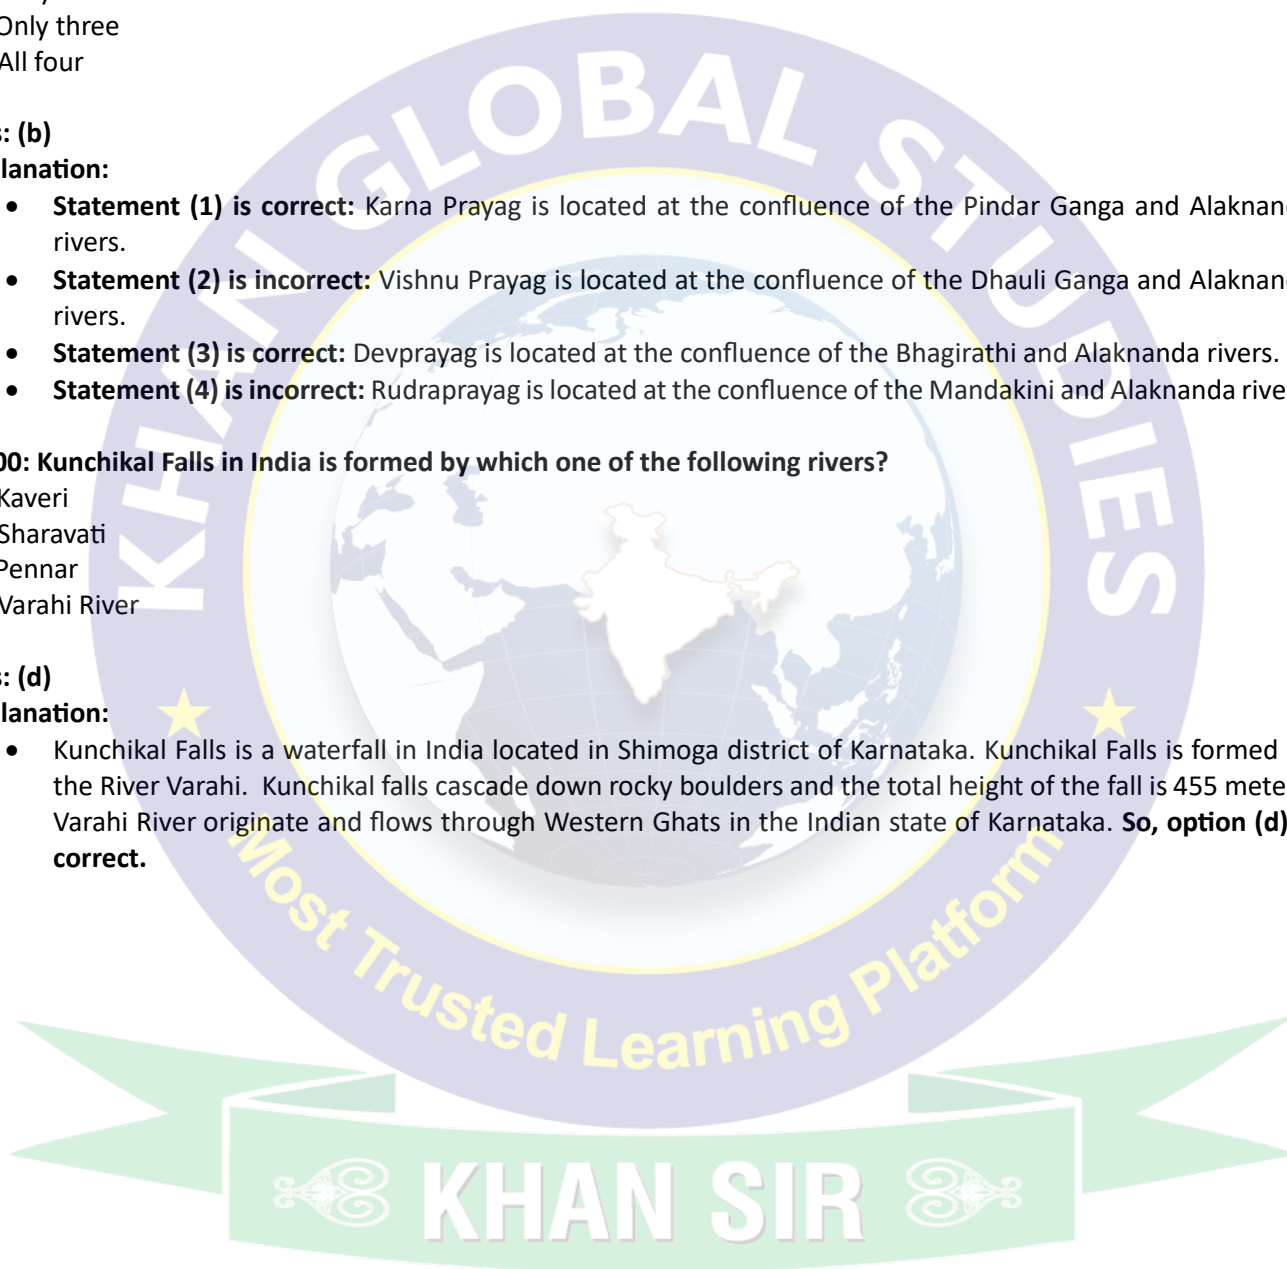 Only three
All four
: (b)
lanation:
• Statement (1) is correct: Karna Prayag is located at the confluence of the Pindar Ganga and Alaknan
rivers.
• Statement (2) is incorrect: Vishnu Prayag is located at the confluence of the Dhauli Ganga and Alaknan
rivers.
• Statement (3) is correct: Devprayag is located at the confluence of the Bhagirathi and Alaknanda rivers.
• Statement (4) is incorrect: Rudraprayag is located at the confluence of the Mandakini and Alaknanda rive
00: Kunchikal Falls in India is formed by which one of the following rivers?
Kaveri
Sharavati
Pennar
Varahi River
: (d)
lanation:
• Kunchikal Falls is a waterfall in India located in Shimoga district of Karnataka. Kunchikal Falls is formed
the River Varahi. Kunchikal falls cascade down rocky boulders and the total height of the fall is 455 mete
Varahi River originate and flows through Western Ghats in the Indian state of Karnataka. So, option (d)
correct.
KHAN GLOBAL STUDIES
Most Trusted Learning Platform
KHAN SIR